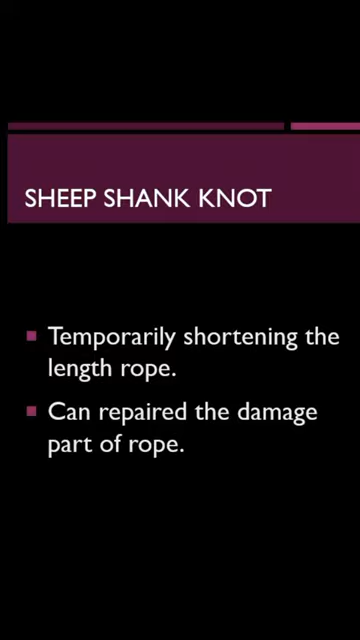 SHEEP SHANK KNOT
Temporarily shortening the
length rope.
Can repaired the damage
part of rope.